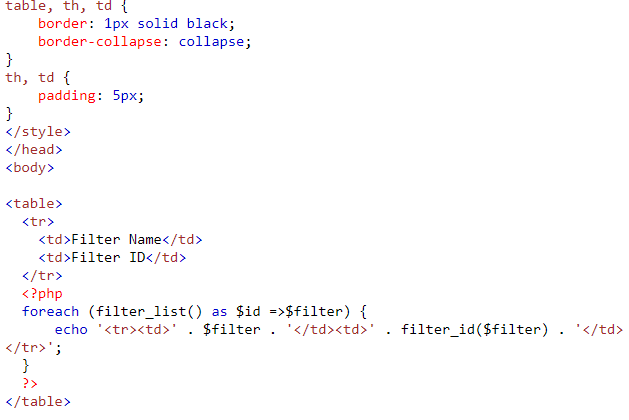 table, th, td {
    border: 1px solid black;
    border-collapse: collapse;
}
th, td {
    padding: 5px;
}
</style>
</head>
<body>

<table>
  <tr>
    <td>Filter Name</td>
    <td>Filter ID</td>
  </tr>
  <?php
  foreach (filter_list() as $id =>$filter) {
      echo '<tr><td>' . $filter . '</td><td>' . filter_id($filter) . '</td>
</tr>';
  }
  ?>
</table>